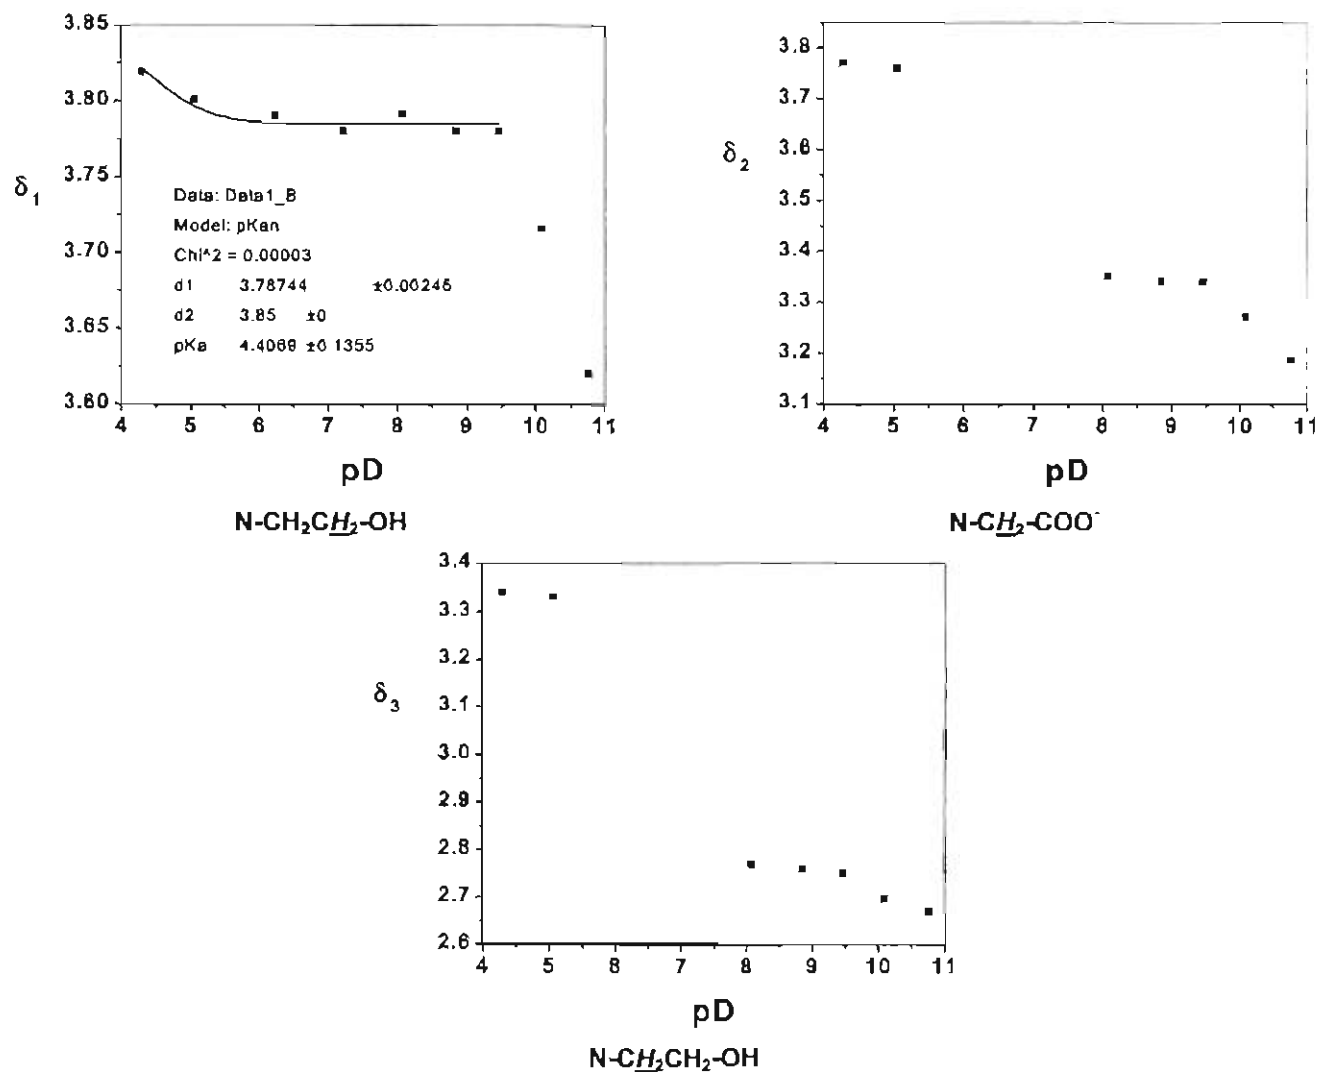 3.85
3.80
3.75
3.70
3.65
3.60
δ1
Data: Data1_B
Model: pKan
Chi^2 = 0.00003
d1 3.78744 ±0.00246
d2 3.85 ±0
pKa 4.4069 ±0.1355
4 5 6 7 8 9 10 11
pD
N-CH₂CH₂-OH
3.8
3.7
3.6
3.5
3.4
3.3
3.2
3.1
δ2
4 5 6 7 8 9 10 11
pD
N-CH₂-COO⁻
3.4
3.3
3.2
3.1
3.0
2.9
2.8
2.7
2.6
δ3
4 5 6 7 8 9 10 11
pD
N-CH₂CH₂-OH